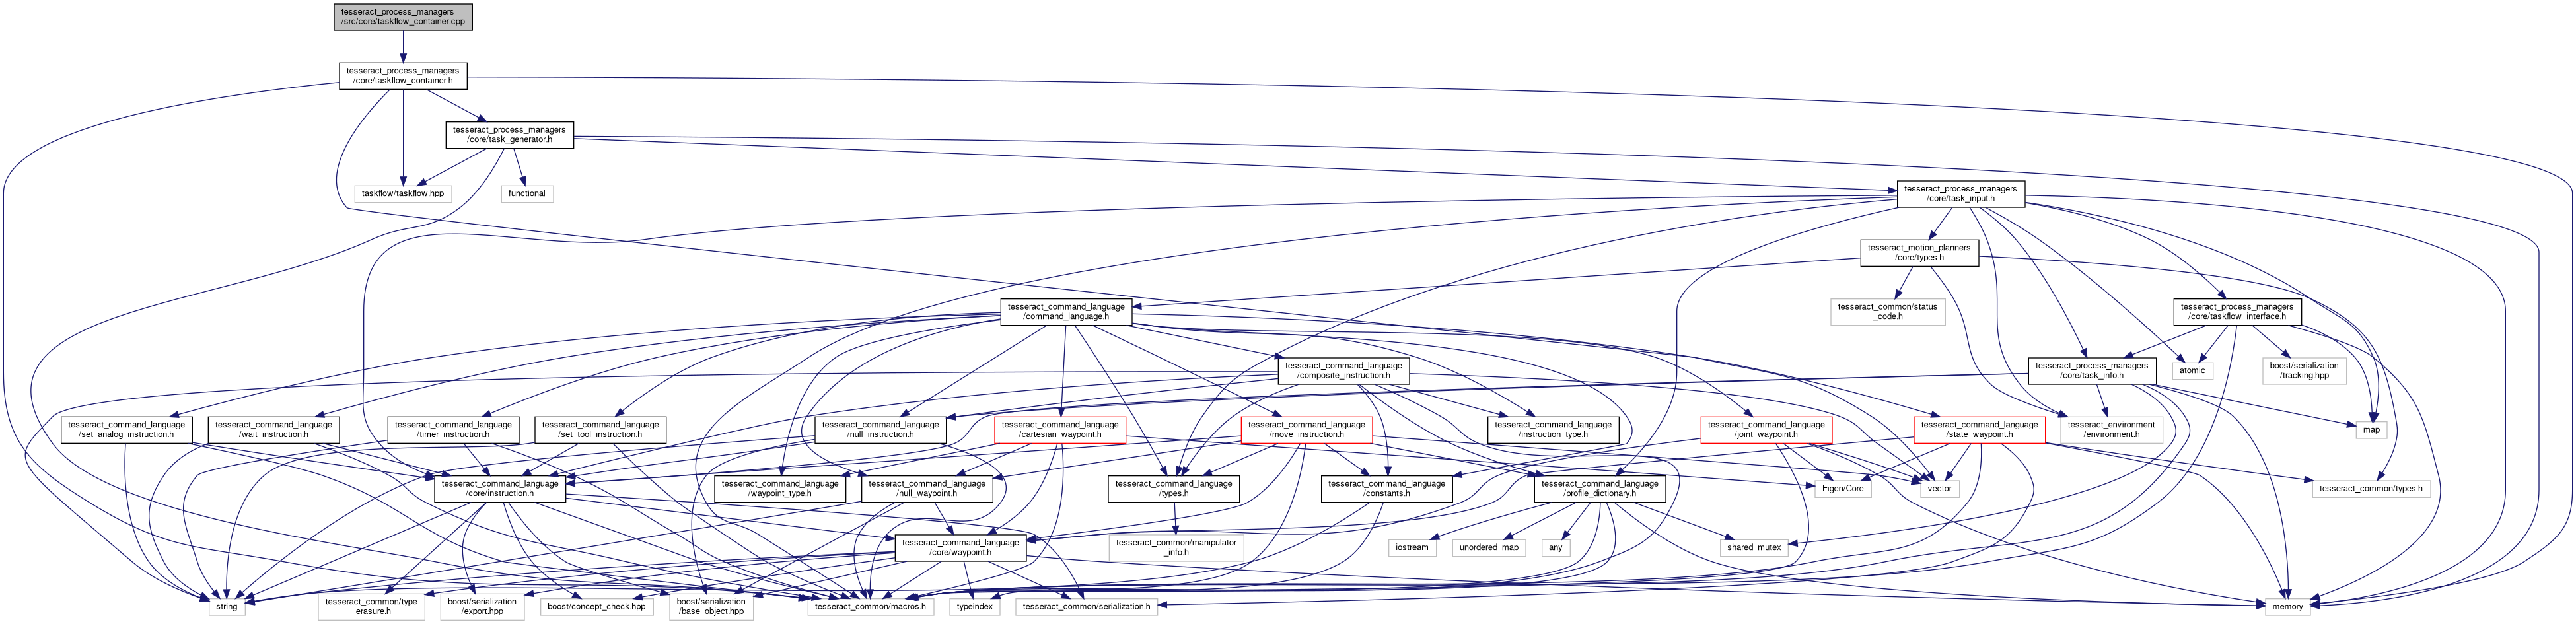 tesseract_process_managers
/src/core/taskflow_container.cpp
tesseract_process_managers
/core/taskflow_container.h
tesseract_process_managers
/core/task_generator.h
taskflow/taskflow.hpp
functional
tesseract_process_managers
/core/task_input.h
tesseract_motion_planners
/core/types.h
tesseract_command_language
/command_language.h
tesseract_common/status
_code.h
tesseract_process_managers
/core/taskflow_interface.h
tesseract_command_language
/composite_instruction.h
tesseract_process_managers
/core/task_info.h
atomic
boost/serialization
/tracking.hpp
tesseract_command_language
/set_analog_instruction.h
tesseract_command_language
/wait_instruction.h
tesseract_command_language
/timer_instruction.h
tesseract_command_language
/set_tool_instruction.h
tesseract_command_language
/null_instruction.h
tesseract_command_language
/cartesian_waypoint.h
tesseract_command_language
/move_instruction.h
tesseract_command_language
/instruction_type.h
tesseract_command_language
/joint_waypoint.h
tesseract_command_language
/state_waypoint.h
tesseract_environment
/environment.h
map
tesseract_command_language
/core/instruction.h
tesseract_command_language
/waypoint_type.h
tesseract_command_language
/null_waypoint.h
tesseract_command_language
/types.h
tesseract_command_language
/constants.h
tesseract_command_language
/profile_dictionary.h
Eigen/Core
vector
tesseract_common/types.h
tesseract_command_language
/core/waypoint.h
tesseract_common/manipulator
_info.h
iostream
unordered_map
any
shared_mutex
string
tesseract_common/type
_erasure.h
boost/serialization
/export.hpp
boost/concept_check.hpp
boost/serialization
/base_object.hpp
tesseract_common/macros.h
typeindex
tesseract_common/serialization.h
memory